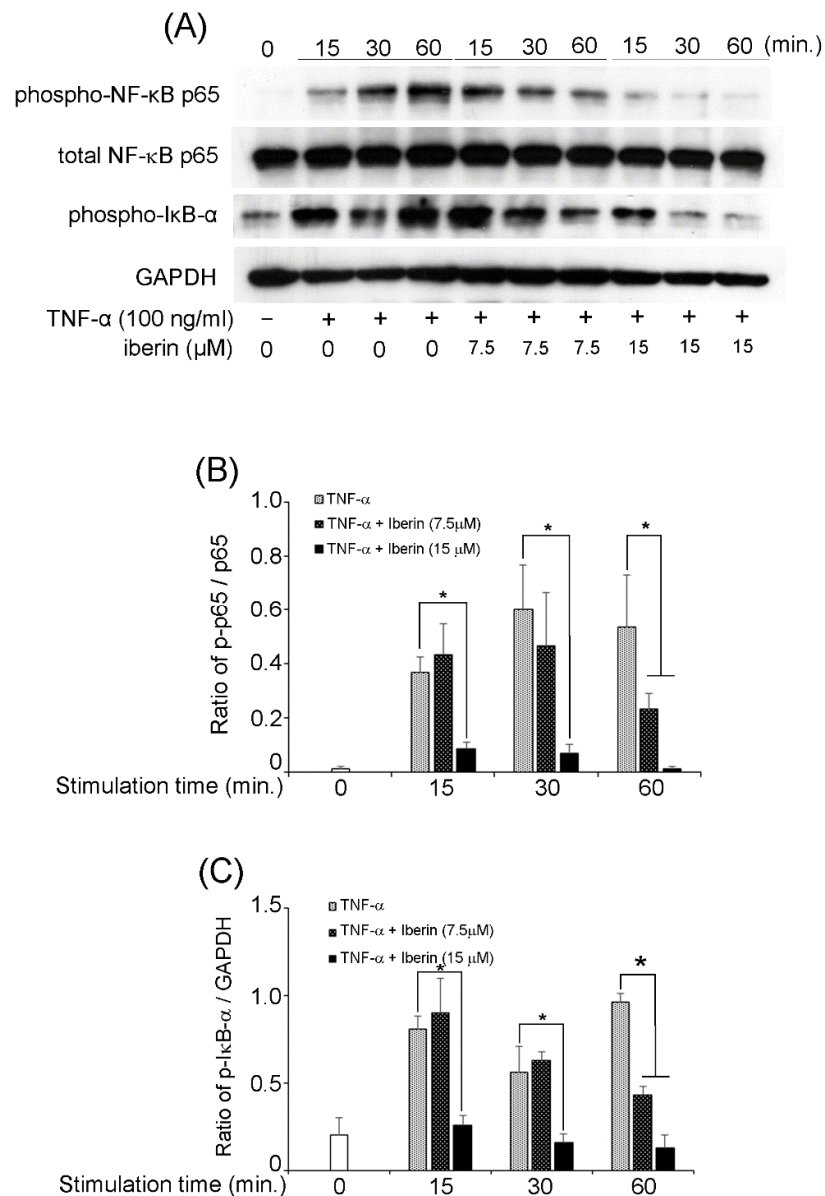 (A)
0 15 30 60 15 30 60 15 30 60 (min.)
phospho-NF-κB p65
total NF-κB p65
phospho-IκB-α
GAPDH
TNF-α (100 ng/ml) − + + + + + + + + +
iberin (μM) 0 0 0 0 7.5 7.5 7.5 15 15 15
(B)
Ratio of p-p65 / p65
1.0
0.8
0.6
0.4
0.2
0
TNF-α
TNF-α + Iberin (7.5μM)
TNF-α + Iberin (15 μM)
* * *
Stimulation time (min.) 0 15 30 60
(C)
Ratio of p-IκB-α / GAPDH
1.5
1.0
0.5
0
TNF-α
TNF-α + Iberin (7.5μM)
TNF-α + Iberin (15 μM)
* * *
Stimulation time (min.) 0 15 30 60